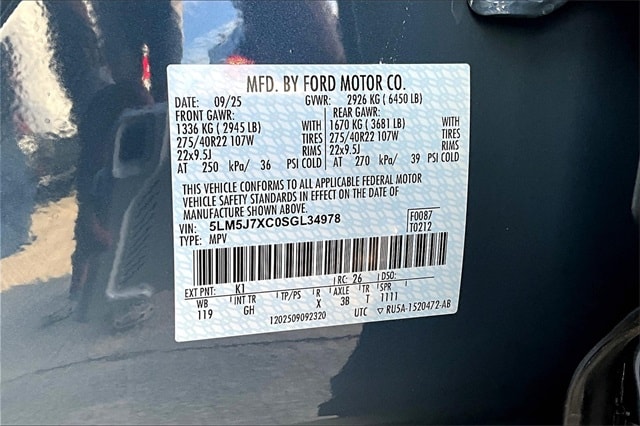 MFD. BY FORD MOTOR CO.
DATE: 09/25 GVWR: 2926 KG ( 6450 LB)
FRONT GAWR: REAR GAWR:
1336 KG ( 2945 LB) WITH 1670 KG ( 3681 LB) WITH
275/40R22 107W TIRES 275/40R22 107W TIRES
22x9.5J RIMS 22x9.5J RIMS
AT 250 kPa/ 36 PSI COLD AT 270 kPa/ 39 PSI COLD
THIS VEHICLE CONFORMS TO ALL APPLICABLE FEDERAL MOTOR
VEHICLE SAFETY STANDARDS IN EFFECT ON THE DATE OF
MANUFACTURE SHOWN ABOVE.
VIN: 5LM5J7XC0SGL34978 F0087
TYPE: MPV T0212
EXT PNT: K1 RC: 26 DSO:
WB INT TR TP/PS R AXLE TR SPR
119 GH X 3B T 1111
1202509092320 UTC ▽ RU5A-1520472-AB